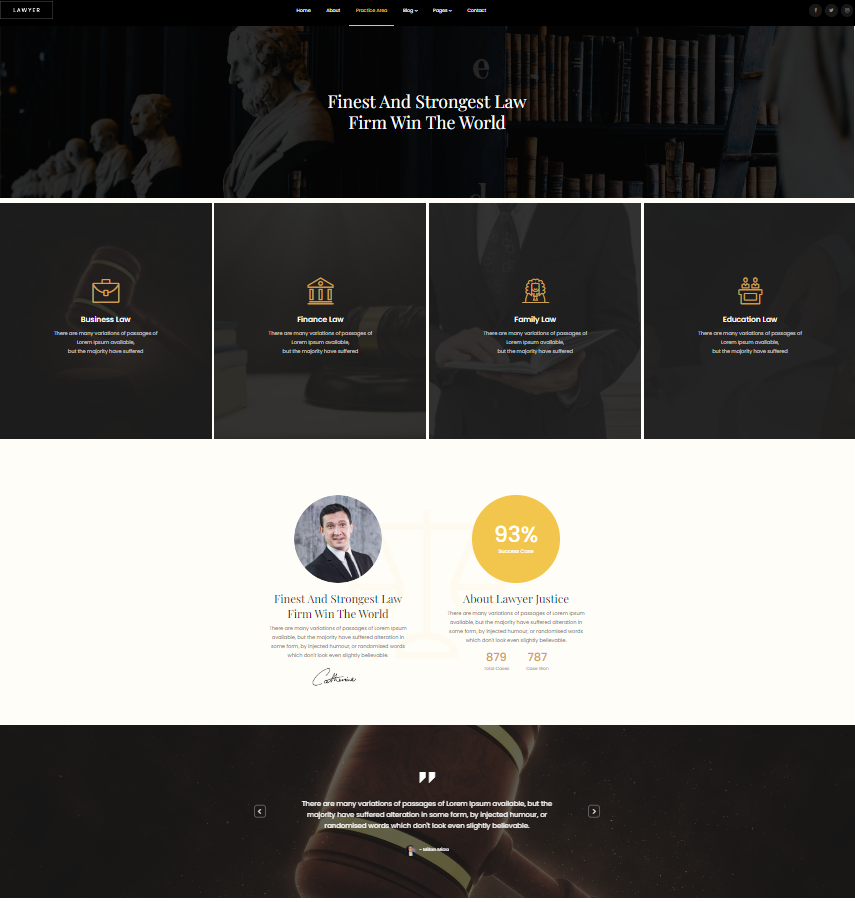 LAWYER
Home About Practice Area Blog Pages Contact
Finest And Strongest Law
Firm Win The World
Business Law
There are many variations of passages of
Lorem Ipsum available,
but the majority have suffered
Finance Law
There are many variations of passages of
Lorem Ipsum available,
but the majority have suffered
Family Law
There are many variations of passages of
Lorem Ipsum available,
but the majority have suffered
Education Law
There are many variations of passages of
Lorem Ipsum available,
but the majority have suffered
Finest And Strongest Law
Firm Win The World
There are many variations of passages of Lorem Ipsum
available, but the majority have suffered alteration in
some form, by injected humour, or randomised words
which don't look even slightly believable.
Catherine
93%
Success Case
About Lawyer Justice
There are many variations of passages of Lorem Ipsum
available, but the majority have suffered alteration in
some form, by injected humour, or randomised words
which don't look even slightly believable.
879 787
Total Cases Case Won
There are many variations of passages of Lorem Ipsum available, but the
majority have suffered alteration in some form, by injected humour, or
randomised words which don't look even slightly believable.